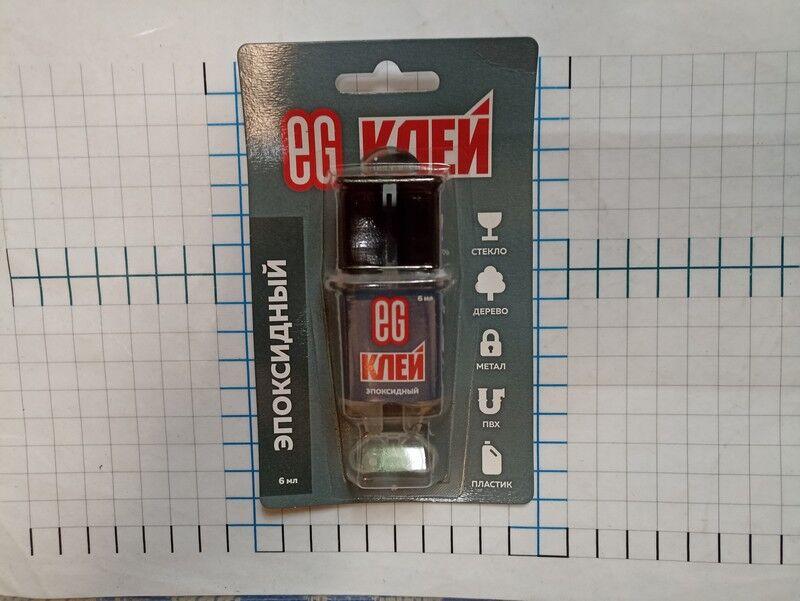 eG КЛЕЙ
СТЕКЛО
ДЕРЕВО
МЕТАЛ
ПВХ
ПЛАСТИК
ЭПОКСИДНЫЙ
6 мл
6 мл
eG
КЛЕЙ
эпоксидный